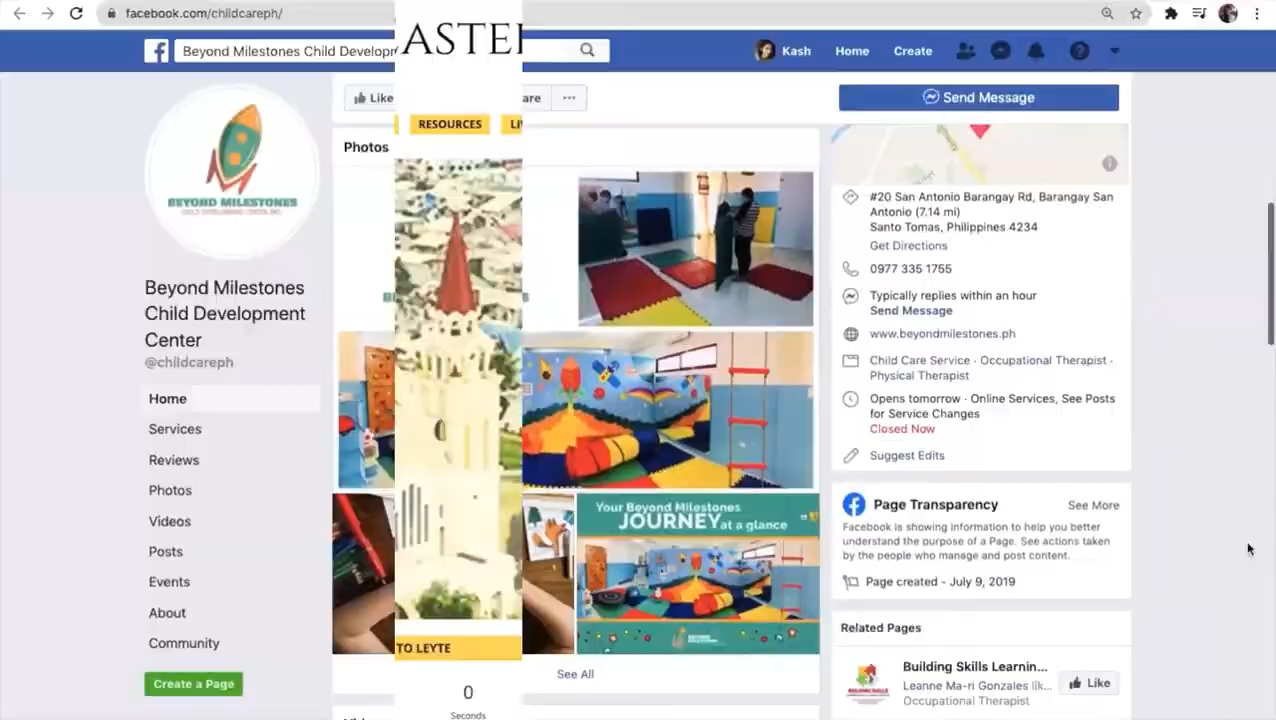 facebook.com/childcareph/
Beyond Milestones Child Develop
Kash
Home
Create
ASTE
Like
are
...
Send Message
RESOURCES
Photos
BEYOND MILESTONES
Beyond Milestones
Child Development
Center
@childcareph
Home
Services
Reviews
Photos
Videos
Posts
Events
About
Community
Create a Page
Your Beyond Milestones
JOURNEY at a glance
TO LEYTE
See All
0
Seconds
#20 San Antonio Barangay Rd, Barangay San
Antonio (7.14 mi)
Santo Tomas, Philippines 4234
Get Directions
0977 335 1755
Typically replies within an hour
Send Message
www.beyondmilestones.ph
Child Care Service · Occupational Therapist ·
Physical Therapist
Opens tomorrow · Online Services, See Posts
for Service Changes
Closed Now
Suggest Edits
Page Transparency
See More
Facebook is showing information to help you better
understand the purpose of a Page. See actions taken
by the people who manage and post content.
Page created - July 9, 2019
Related Pages
Building Skills Learnin...
Leanne Ma-ri Gonzales lik...
Occupational Therapist
Like